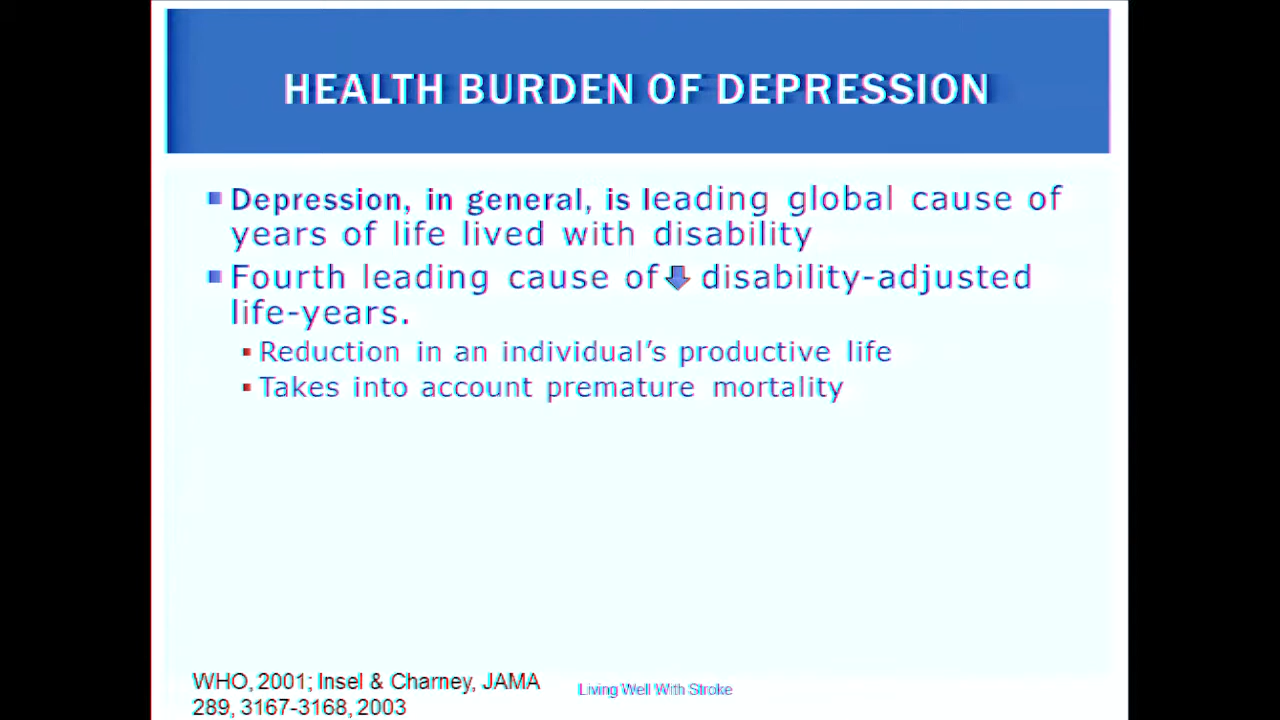 HEALTH BURDEN OF DEPRESSION
Depression, in general, is leading global cause of
years of life lived with disability
Fourth leading cause of disability-adjusted
life-years.
Reduction in an individual’s productive life
Takes into account premature mortality
WHO, 2001; Insel & Charney, JAMA
289, 3167-3168, 2003
Living Well With Stroke